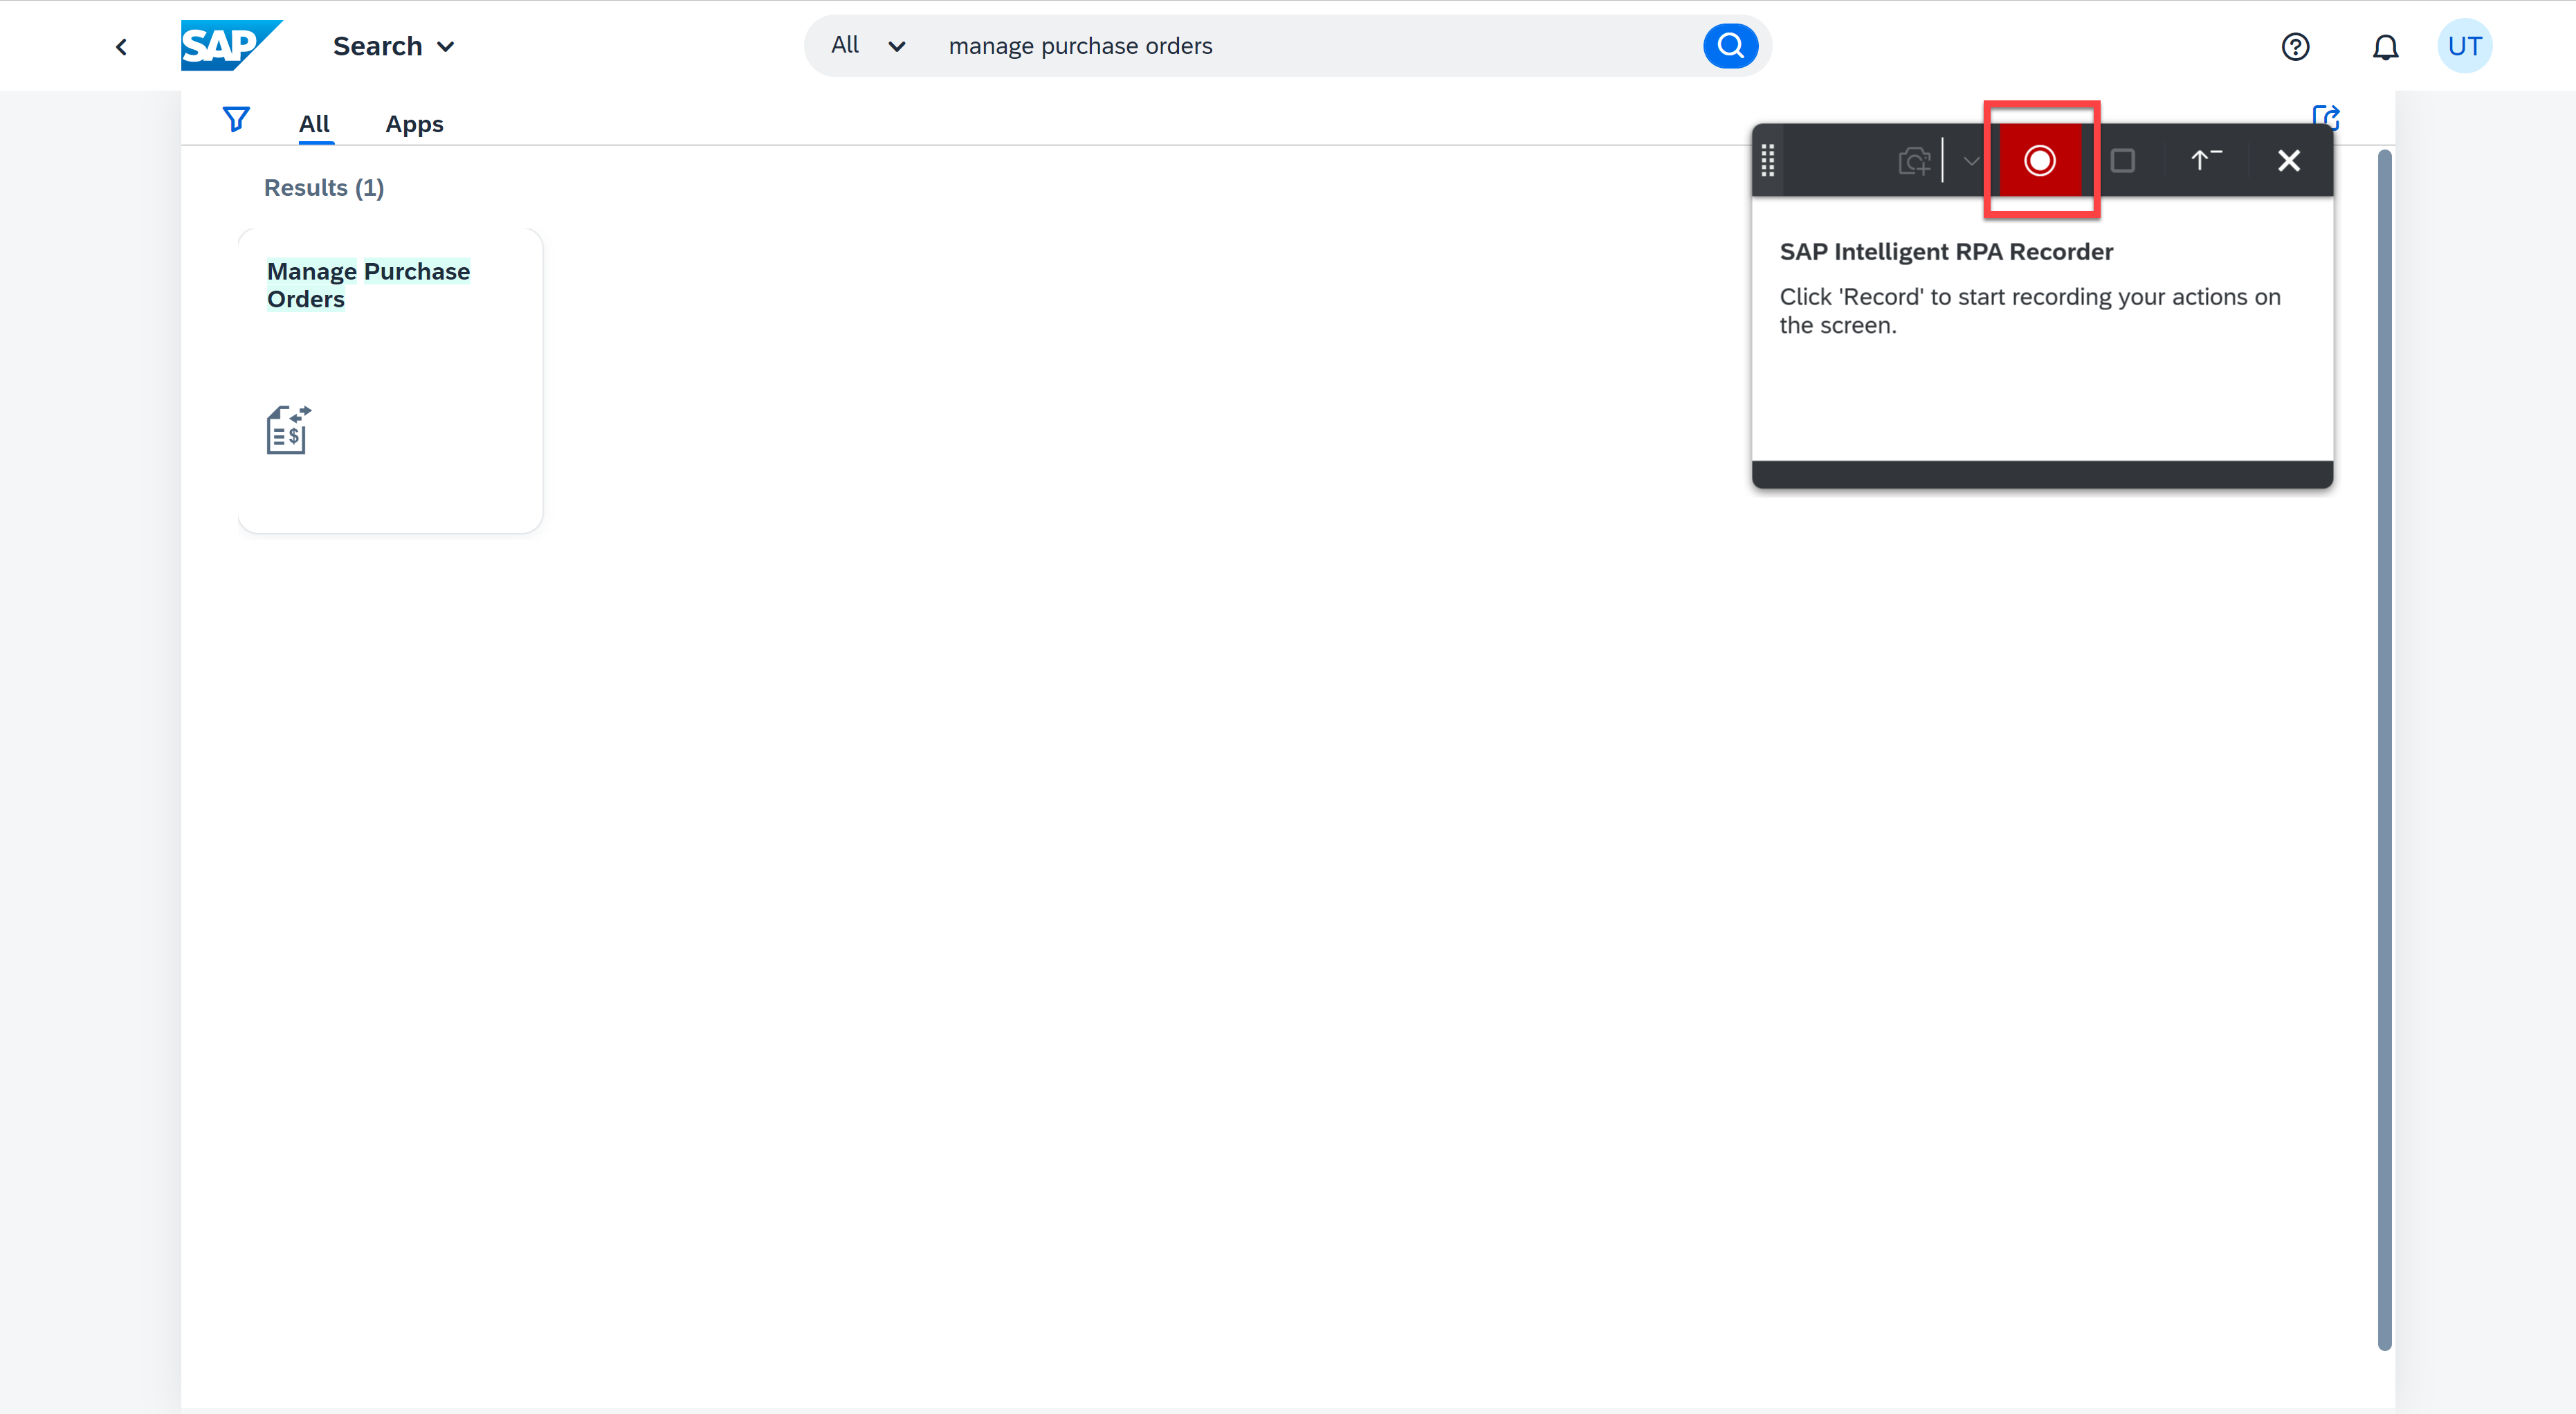 SAP
Search
All
manage purchase orders
UT
All
Apps
Results (1)
Manage Purchase
Orders
$
SAP Intelligent RPA Recorder
Click 'Record' to start recording your actions on
the screen.